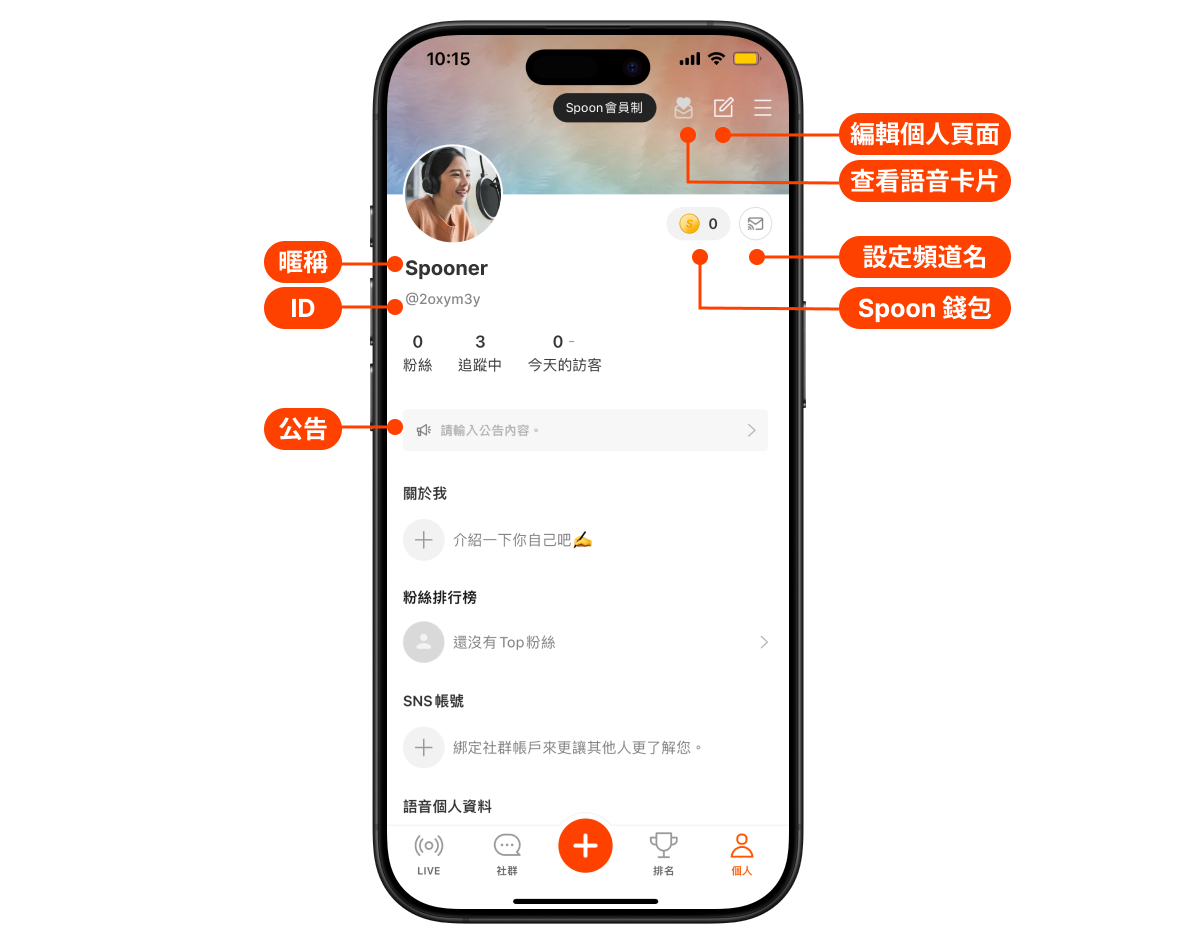 10:15
Spoon會員制
編輯個人頁面
查看語音卡片
S 0
設定頻道名
暱稱
Spooner
ID
@2oxym3y
Spoon 錢包
0 3 0 -
粉絲 追蹤中 今天的訪客
公告
請輸入公告內容。
關於我
介紹一下你自己吧✍️
粉絲排行榜
還沒有Top粉絲
SNS帳號
綁定社群帳戶來更讓其他人更了解您。
語音個人資料
LIVE 社群 排名 個人